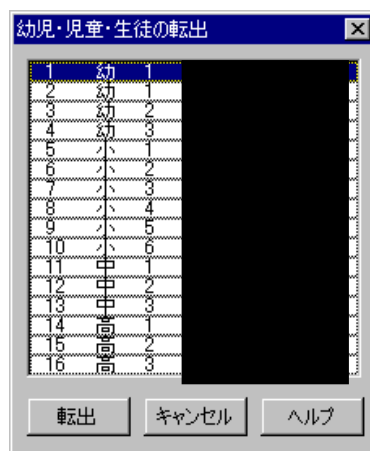 幼児・児童・生徒の転出
1 幼 1
2 幼 1
3 幼 2
4 幼 3
5 小 1
6 小 2
7 小 3
8 小 4
9 小 5
10 小 6
11 中 1
12 中 2
13 中 3
14 高 1
15 高 2
16 高 3
転出 キャンセル ヘルプ